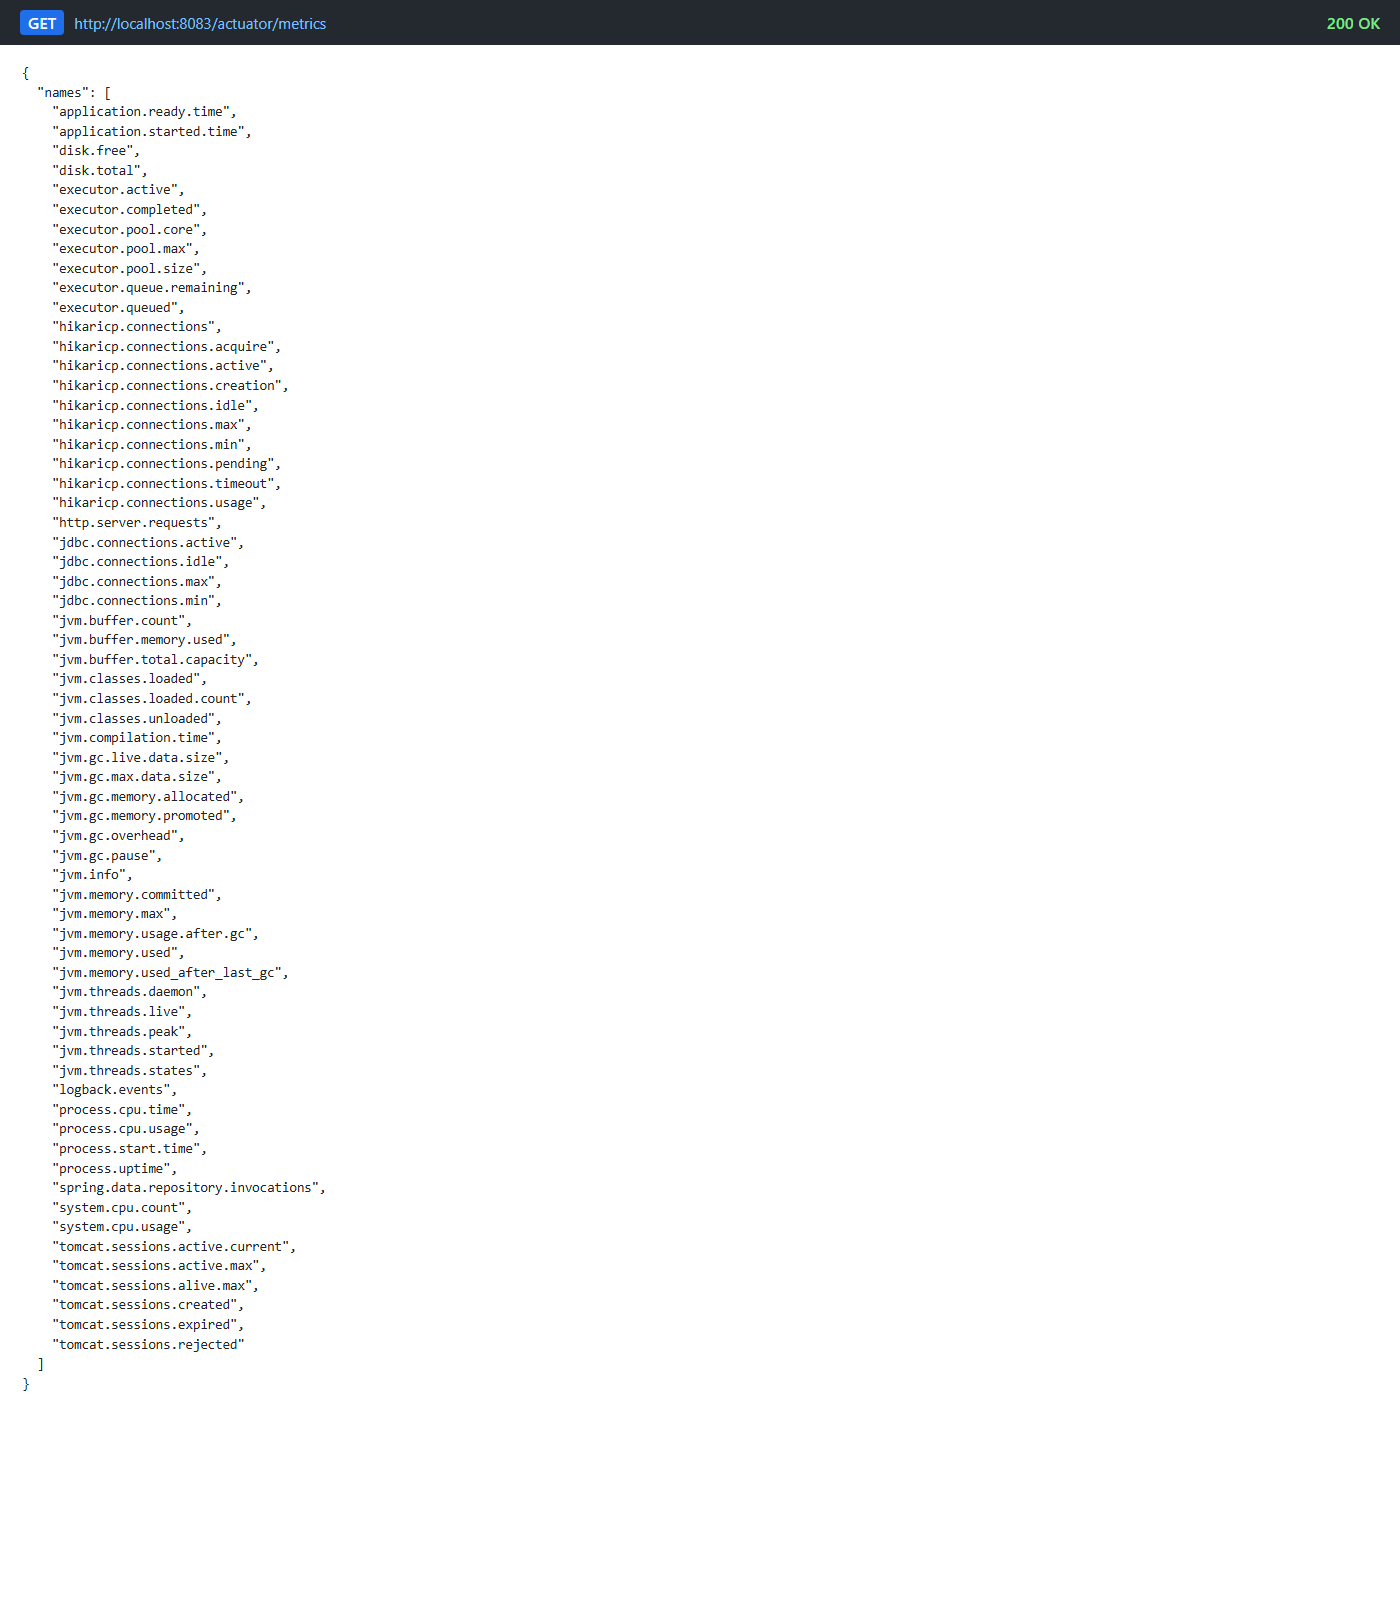 GET http://localhost:8083/actuator/metrics 200 OK
{
  "names": [
    "application.ready.time",
    "application.started.time",
    "disk.free",
    "disk.total",
    "executor.active",
    "executor.completed",
    "executor.pool.core",
    "executor.pool.max",
    "executor.pool.size",
    "executor.queue.remaining",
    "executor.queued",
    "hikaricp.connections",
    "hikaricp.connections.acquire",
    "hikaricp.connections.active",
    "hikaricp.connections.creation",
    "hikaricp.connections.idle",
    "hikaricp.connections.max",
    "hikaricp.connections.min",
    "hikaricp.connections.pending",
    "hikaricp.connections.timeout",
    "hikaricp.connections.usage",
    "http.server.requests",
    "jdbc.connections.active",
    "jdbc.connections.idle",
    "jdbc.connections.max",
    "jdbc.connections.min",
    "jvm.buffer.count",
    "jvm.buffer.memory.used",
    "jvm.buffer.total.capacity",
    "jvm.classes.loaded",
    "jvm.classes.loaded.count",
    "jvm.classes.unloaded",
    "jvm.compilation.time",
    "jvm.gc.live.data.size",
    "jvm.gc.max.data.size",
    "jvm.gc.memory.allocated",
    "jvm.gc.memory.promoted",
    "jvm.gc.overhead",
    "jvm.gc.pause",
    "jvm.info",
    "jvm.memory.committed",
    "jvm.memory.max",
    "jvm.memory.usage.after.gc",
    "jvm.memory.used",
    "jvm.memory.used_after_last_gc",
    "jvm.threads.daemon",
    "jvm.threads.live",
    "jvm.threads.peak",
    "jvm.threads.started",
    "jvm.threads.states",
    "logback.events",
    "process.cpu.time",
    "process.cpu.usage",
    "process.start.time",
    "process.uptime",
    "spring.data.repository.invocations",
    "system.cpu.count",
    "system.cpu.usage",
    "tomcat.sessions.active.current",
    "tomcat.sessions.active.max",
    "tomcat.sessions.alive.max",
    "tomcat.sessions.created",
    "tomcat.sessions.expired",
    "tomcat.sessions.rejected"
  ]
}